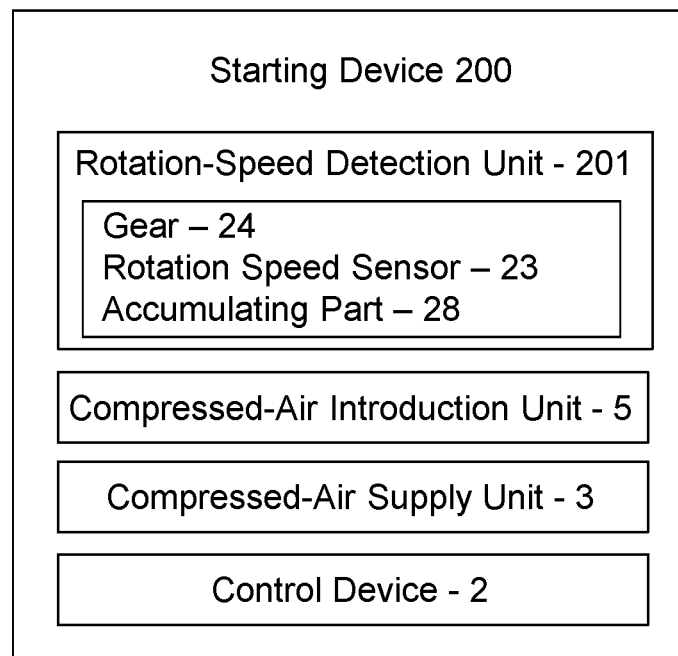 Starting Device 200
Rotation-Speed Detection Unit - 201
Gear – 24
Rotation Speed Sensor – 23
Accumulating Part – 28
Compressed-Air Introduction Unit - 5
Compressed-Air Supply Unit - 3
Control Device - 2